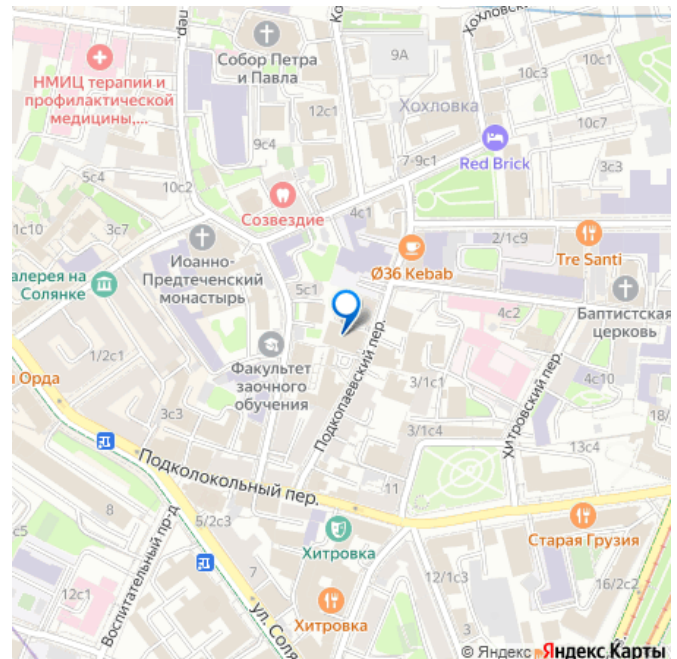 пер.
Собор Петра
и Павла
9А
Хохловс
НМИЦ терапии и
профилактической
медицины,...
10с3
10с1
12с1
Хохловка
10с7
9с4
7-9с1
Red Brick
3с3
5с4
10с2
Созвездие
4с1
1с10
3с7
Иоанно-
Предтеченский
монастырь
Ø36 Kebab
2/1с9
Tre Santi
алерея на
Солянке
5с1
4с2
Баптистская
церковь
1/2с1
Факультет
заочного
обучения
Подкопаевский пер.
3/1с1
Хитровский пер.
4с10
18/
Орда
3с3
3/1с4
13с4
Подколокольный пер.
11
8
5/2с3
Воспитательный пр-д
Хитровка
Старая Грузия
7
12/1с3
16/2с2
12с1
ул. Соля
Хитровка
3
© Яндекс Яндекс Карты